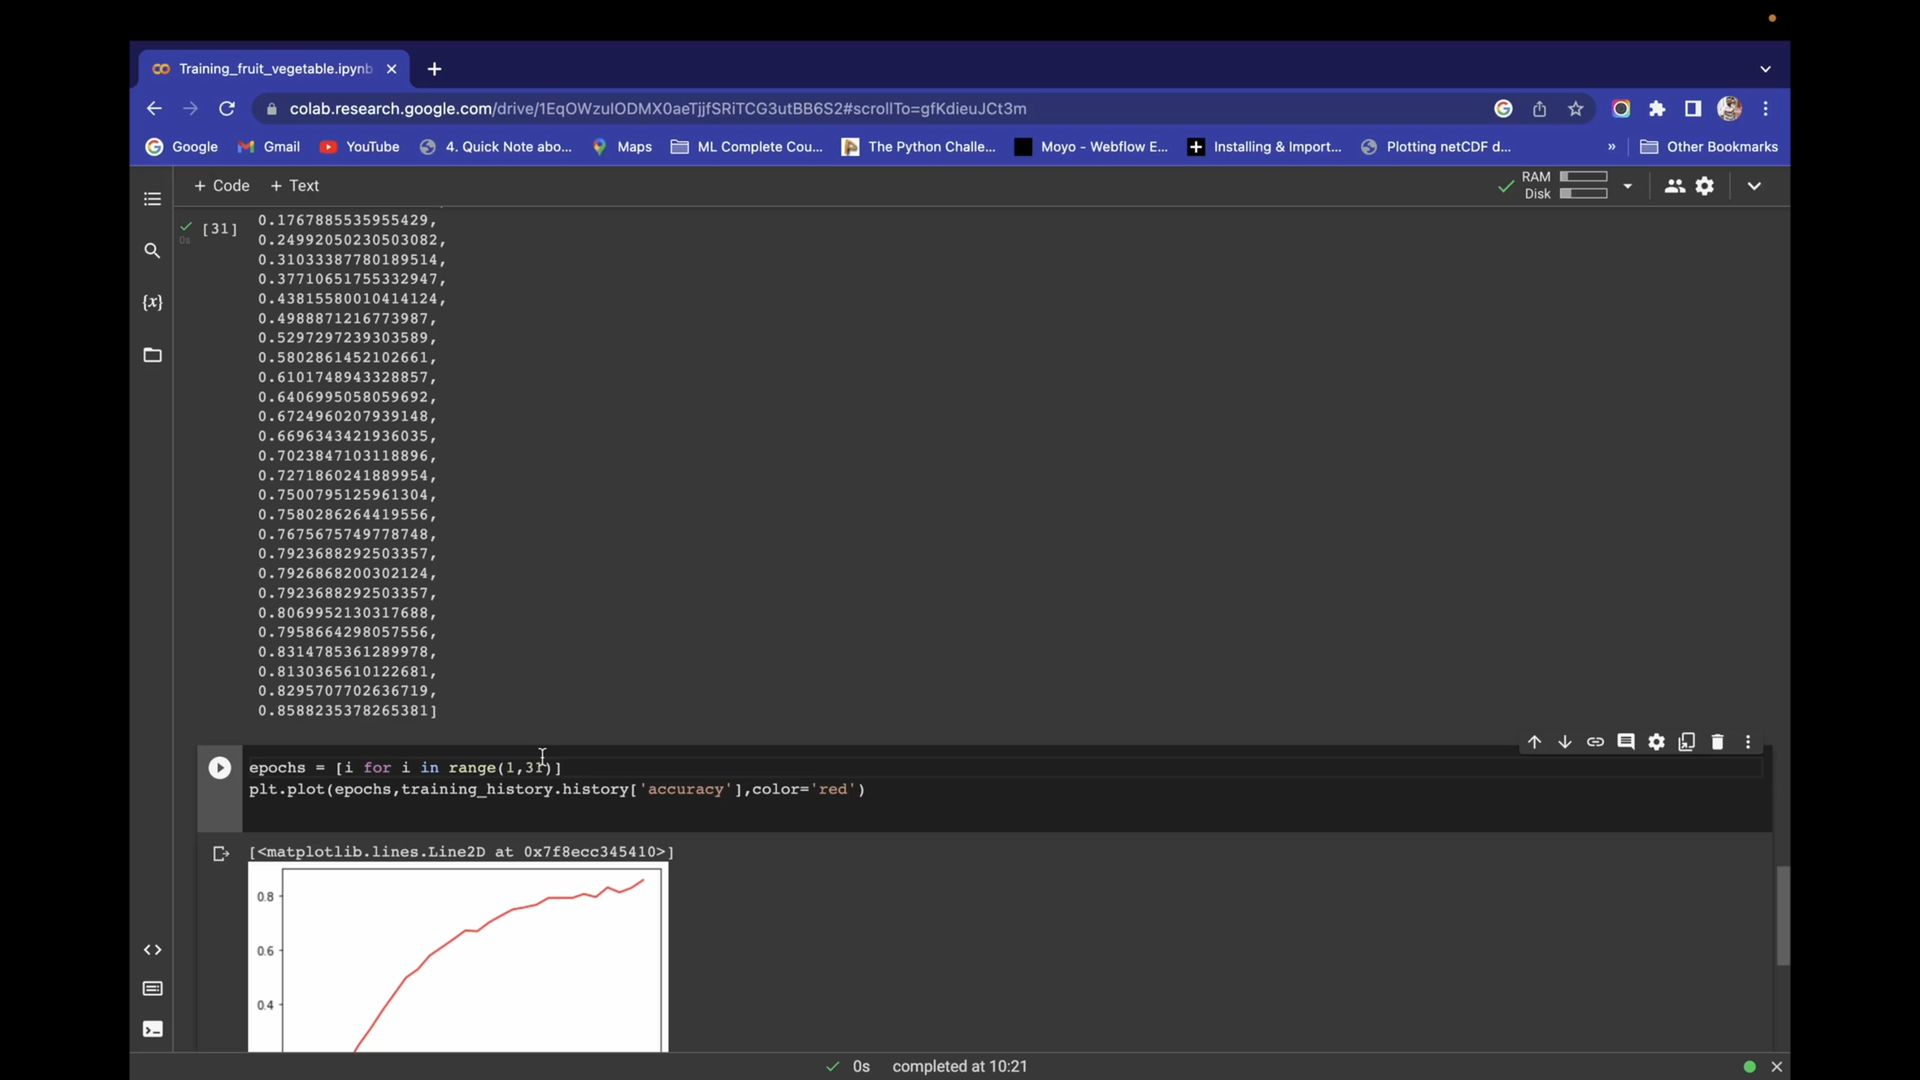 Training_fruit_vegetable.ipynb
colab.research.google.com/drive/1EqOWzuIODMX0aeTjjfSRiTCG3utBB6S2#scrollTo=gfKdieuJCt3m
Google Gmail YouTube 4. Quick Note abo... Maps ML Complete Cou... The Python Challe... Moyo - Webflow E... Installing & Import... Plotting netCDF d... » Other Bookmarks
+ Code + Text
RAM
Disk
[31]
0s
0.1767885535955429,
0.24992050230503082,
0.31033387780189514,
0.37710651755332947,
0.43815580010414124,
0.4988871216773987,
0.5297297239303589,
0.5802861452102661,
0.6101748943328857,
0.6406995058059692,
0.6724960207939148,
0.6696343421936035,
0.7023847103118896,
0.7271860241889954,
0.7500795125961304,
0.7580286264419556,
0.7675675749778748,
0.7923688292503357,
0.7926868200302124,
0.7923688292503357,
0.8069952130317688,
0.7958664298057556,
0.8314785361289978,
0.8130365610122681,
0.8295707702636719,
0.8588235378265381]
epochs = [i for i in range(1,31)]
plt.plot(epochs,training_history.history['accuracy'],color='red')
[<matplotlib.lines.Line2D at 0x7f8ecc345410>]
0.8
0.6
0.4
0s completed at 10:21